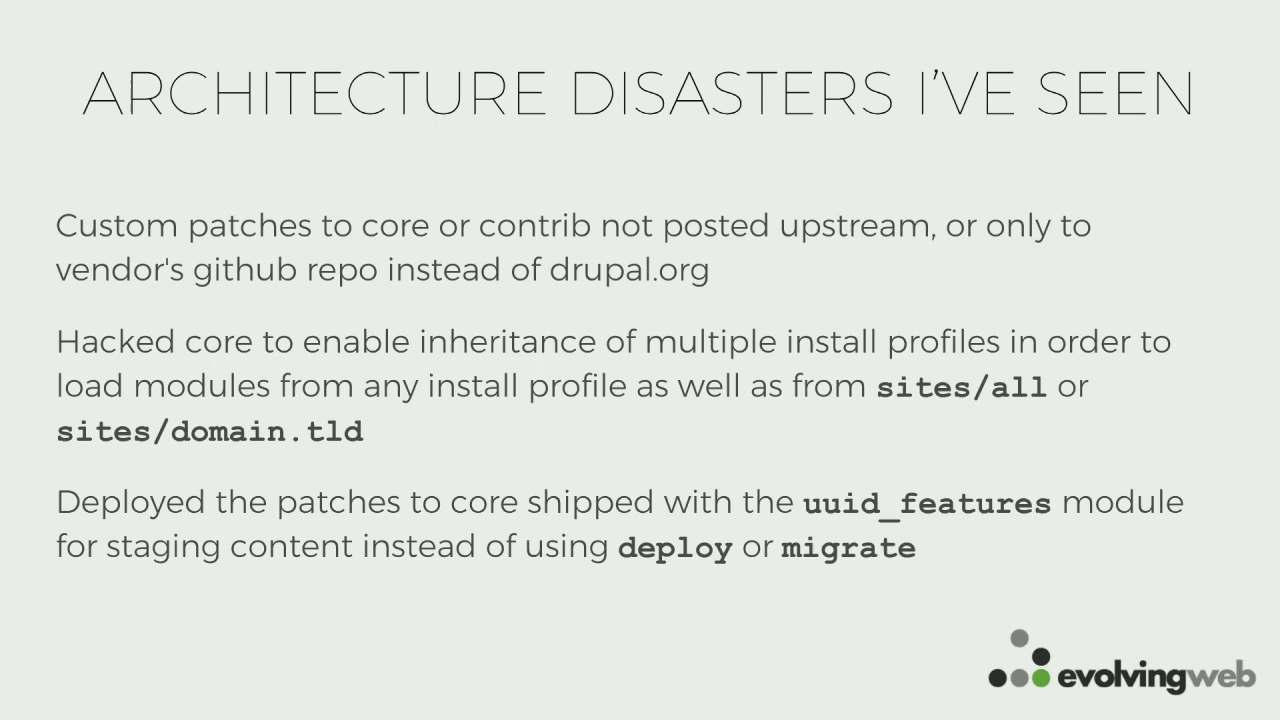 ARCHITECTURE DISASTERS I’VE SEEN
Custom patches to core or contrib not posted upstream, or only to
vendor's github repo instead of drupal.org
Hacked core to enable inheritance of multiple install profiles in order to
load modules from any install profile as well as from sites/all or
sites/domain.tld
Deployed the patches to core shipped with the uuid_features module
for staging content instead of using deploy or migrate
evolvingweb